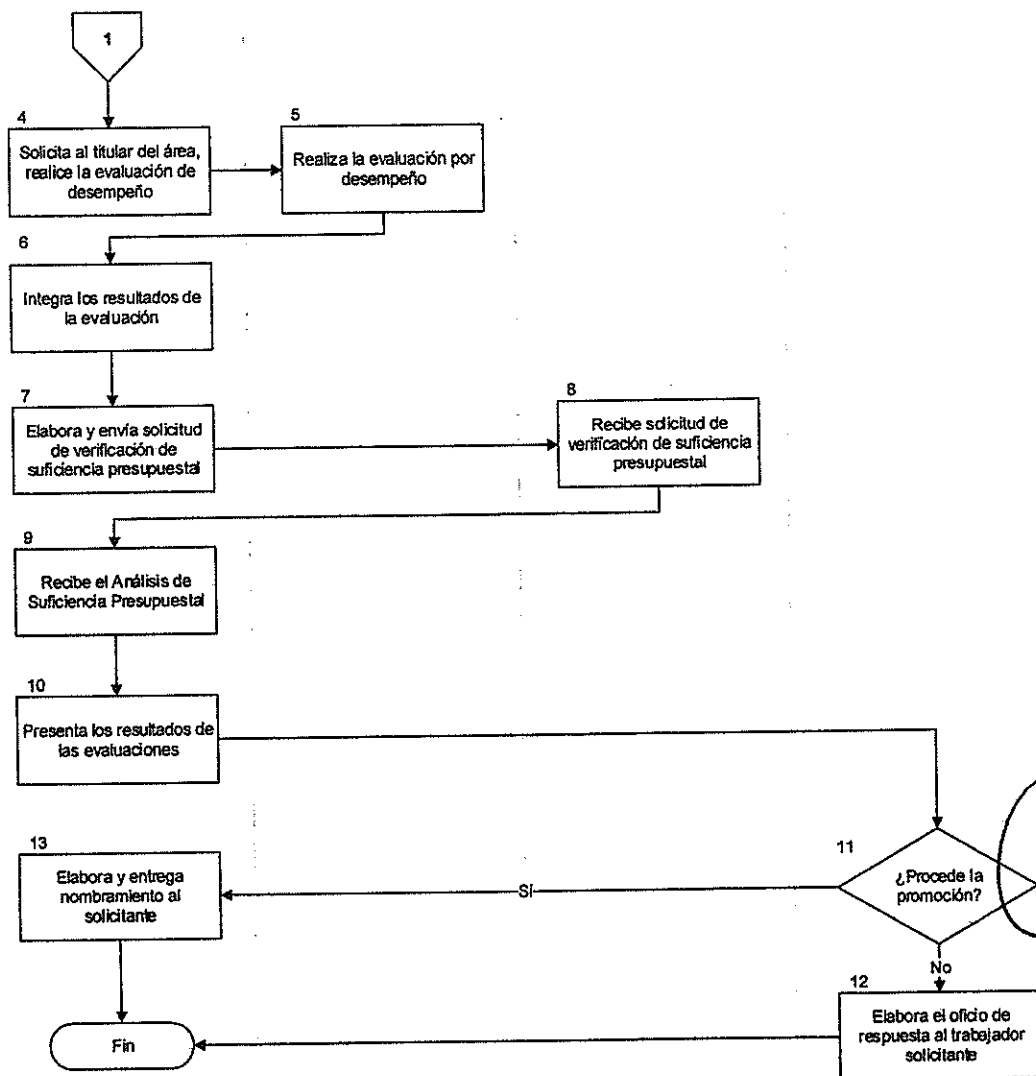 1
4
Solicita al titular del área,
realice la evaluación de
desempeño
5
Realiza la evaluación por
desempeño
6
Integra los resultados de
la evaluación
7
Elabora y envía solicitud
de verificación de
suficiencia presupuestal
8
Recibe solicitud de
verificación de suficiencia
presupuestal
9
Recibe el Análisis de
Suficiencia Presupuestal
10
Presenta los resultados de
las evaluaciones
11
¿Procede la
promoción?
Sí
No
13
Elabora y entrega
nombramiento al
solicitante
12
Elabora el oficio de
respuesta al trabajador
solicitante
Fin